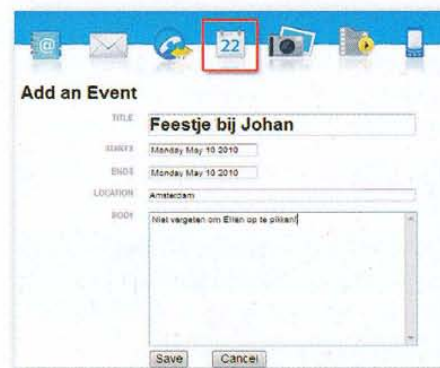 @
22
Add an Event
TITLE Feestje bij Johan
STARTS Monday May 10 2010
ENDS Monday May 10 2010
LOCATION Amsterdam
BODY Niet vergeten om Ellen op te pikken!
Save Cancel